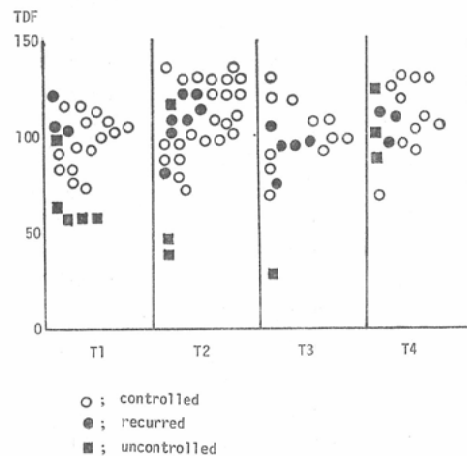 TDF
150
100
50
0
T1 T2 T3 T4
○ ; controlled
● ; recurred
■ ; uncontrolled